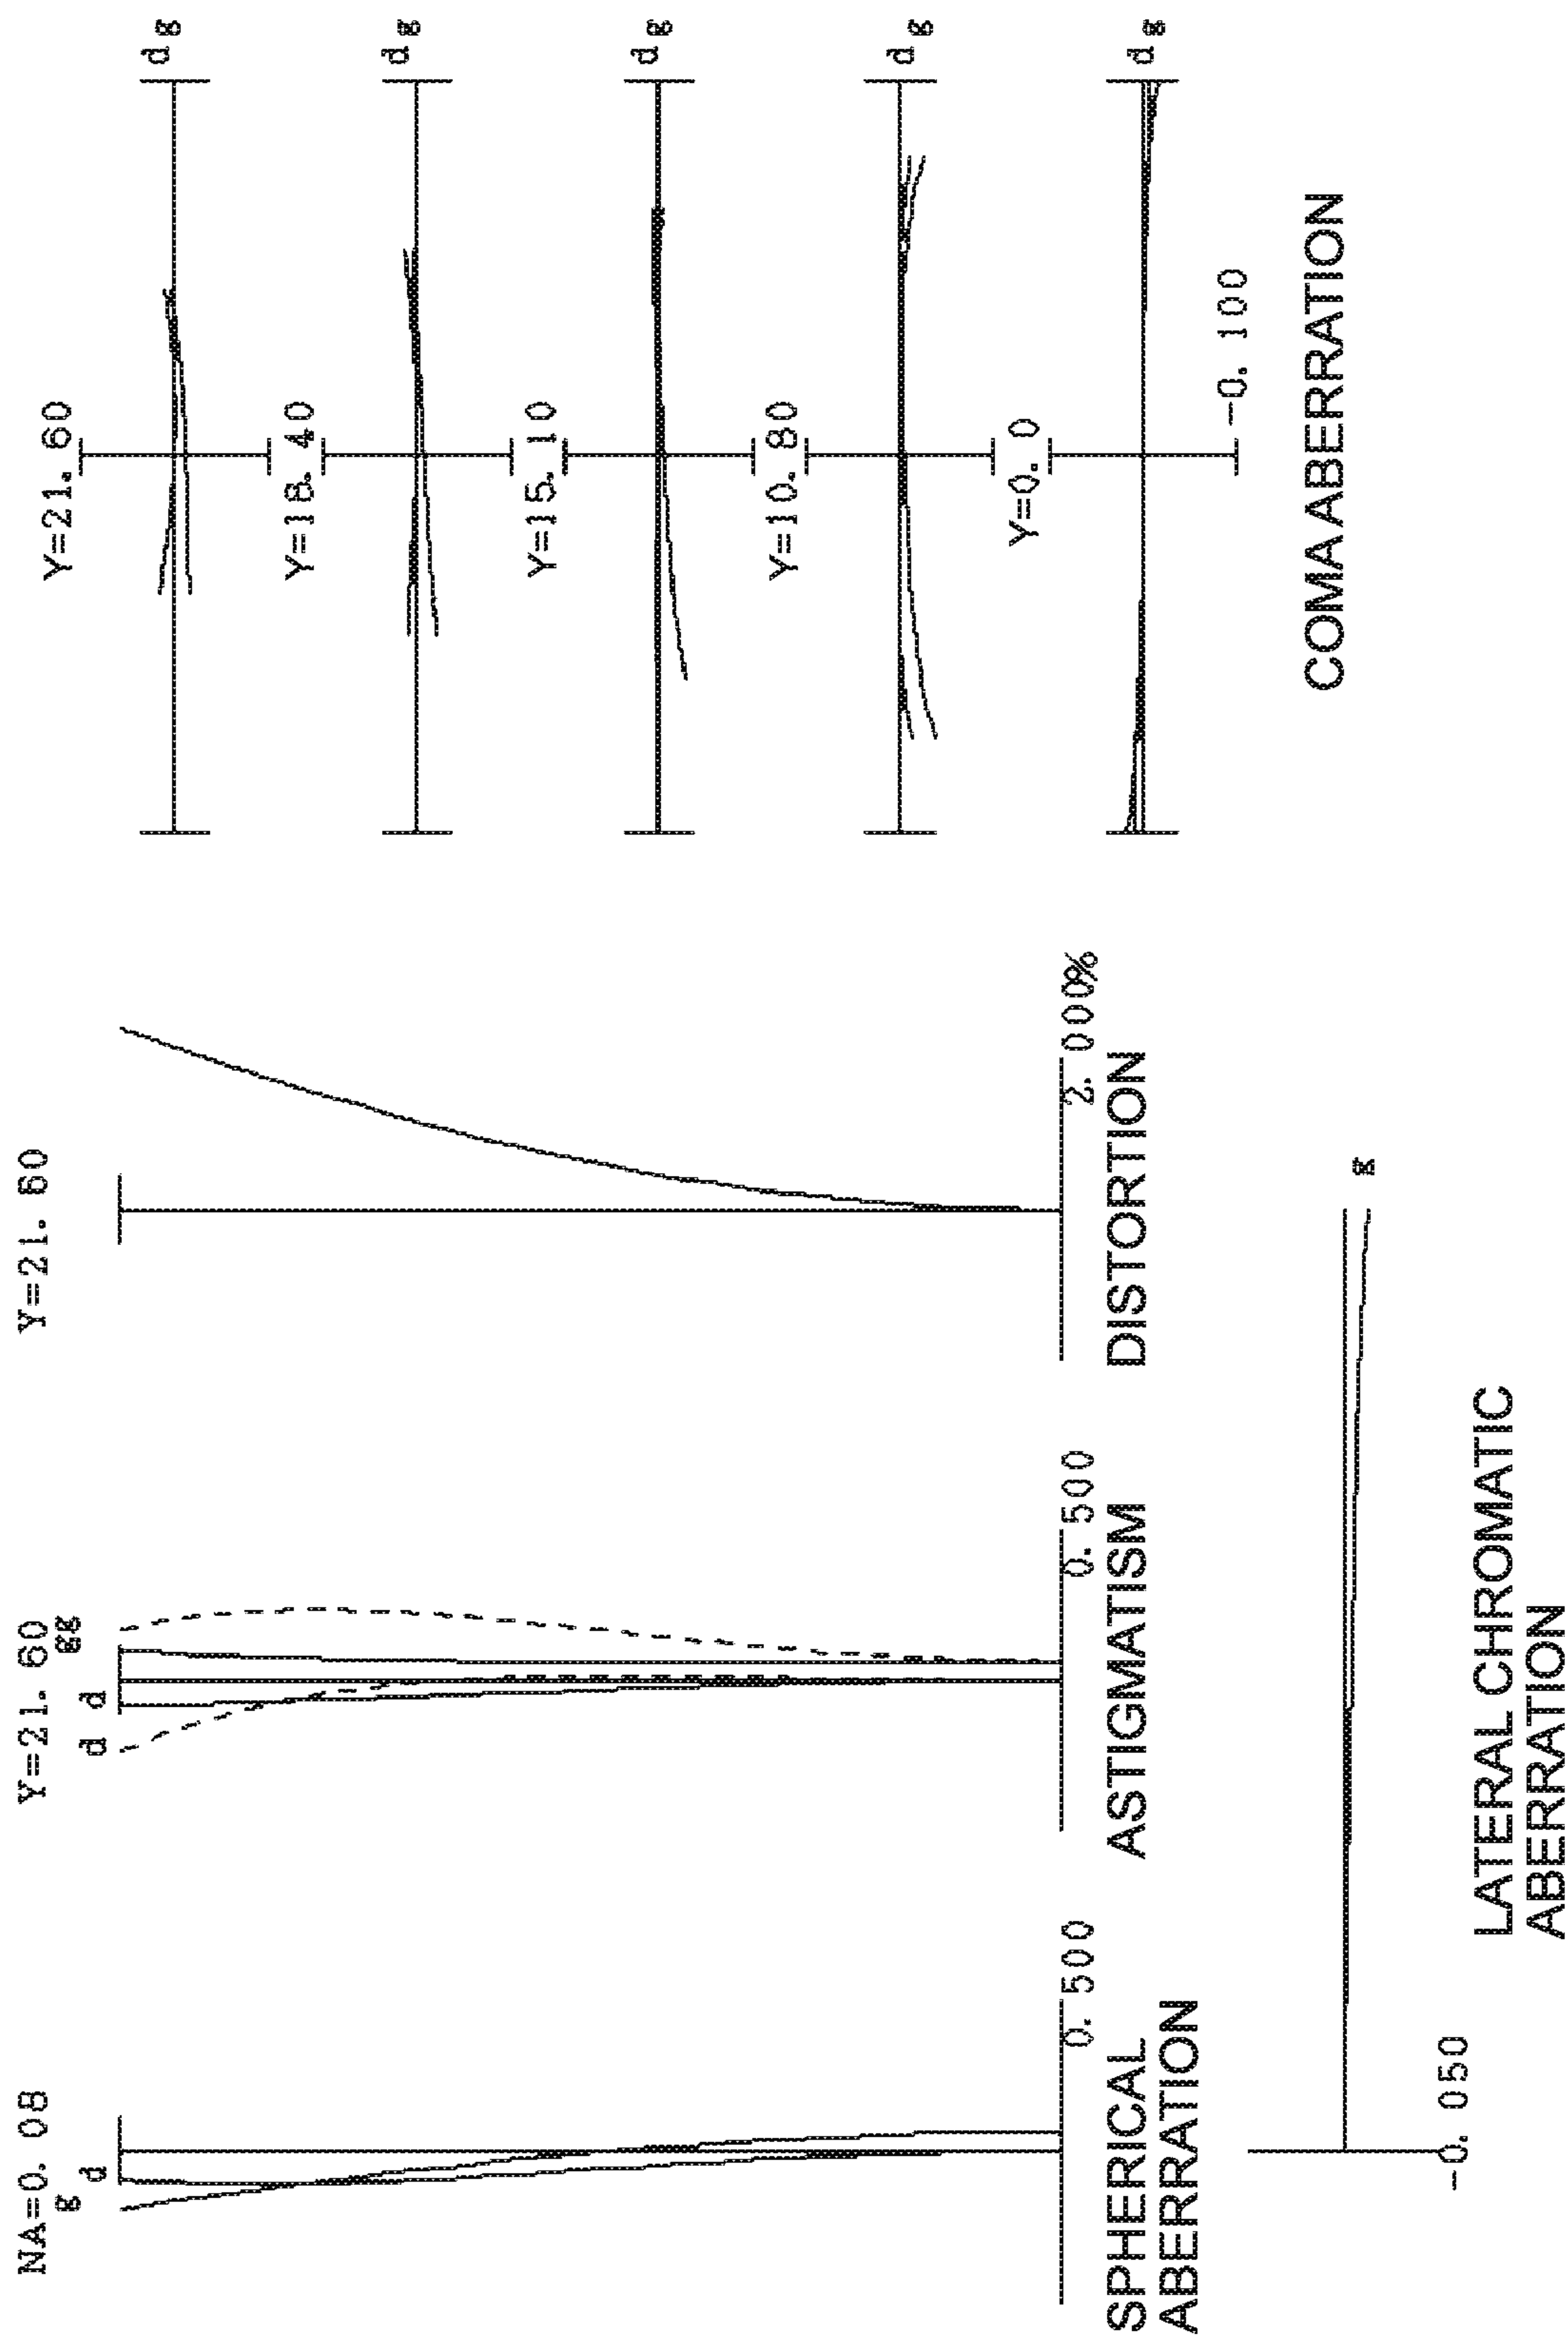 NA=0. 08
g
d
0. 500
SPHERICAL
ABERRATION
Y=21. 60
d
d
gg
0. 500
ASTIGMATISM
Y=21. 60
2. 000%
DISTORTION
-0. 050
g
LATERAL CHROMATIC
ABERRATION
Y=21. 60
d
g
Y=18. 40
d
g
Y=15. 10
d
g
Y=10. 80
d
g
Y=0. 0
d
g
-0. 100
COMA ABERRATION